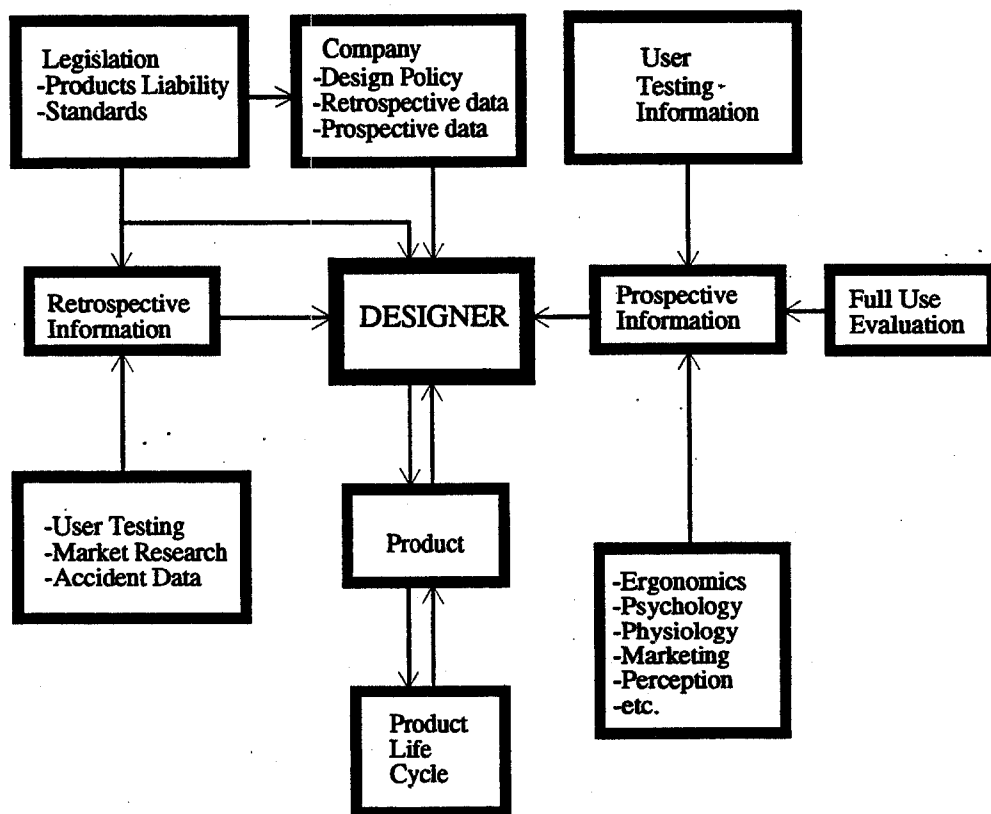 Legislation
-Products Liability
-Standards
Company
-Design Policy
-Retrospective data
-Prospective data
User
Testing-
Information
Retrospective
Information
DESIGNER
Prospective
Information
Full Use
Evaluation
-User Testing
-Market Research
-Accident Data
Product
-Ergonomics
-Psychology
-Physiology
-Marketing
-Perception
-etc.
Product
Life
Cycle